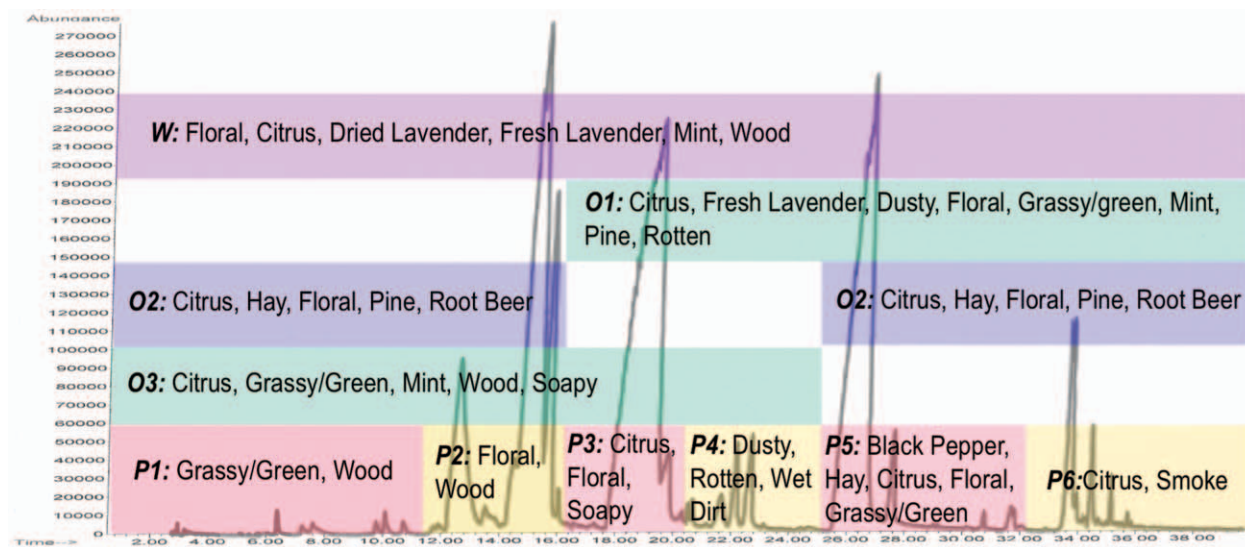 Abundance
270000
260000
250000
240000
230000
220000
210000
200000
190000
180000
170000
160000
150000
140000
130000
120000
110000
100000
90000
80000
70000
60000
50000
40000
30000
20000
10000
0
W: Floral, Citrus, Dried Lavender, Fresh Lavender, Mint, Wood
O1: Citrus, Fresh Lavender, Dusty, Floral, Grassy/green, Mint,
Pine, Rotten
O2: Citrus, Hay, Floral, Pine, Root Beer
O2: Citrus, Hay, Floral, Pine, Root Beer
O3: Citrus, Grassy/Green, Mint, Wood, Soapy
P1: Grassy/Green, Wood
P2: Floral,
Wood
P3: Citrus,
Floral,
Soapy
P4: Dusty,
Rotten, Wet
Dirt
P5: Black Pepper,
Hay, Citrus, Floral,
Grassy/Green
P6:Citrus, Smoke
Time--> 2.00 4.00 6.00 8.00 10.00 12.00 14.00 16.00 18.00 20.00 22.00 24.00 26.00 28.00 30.00 32.00 34.00 36.00 38.00